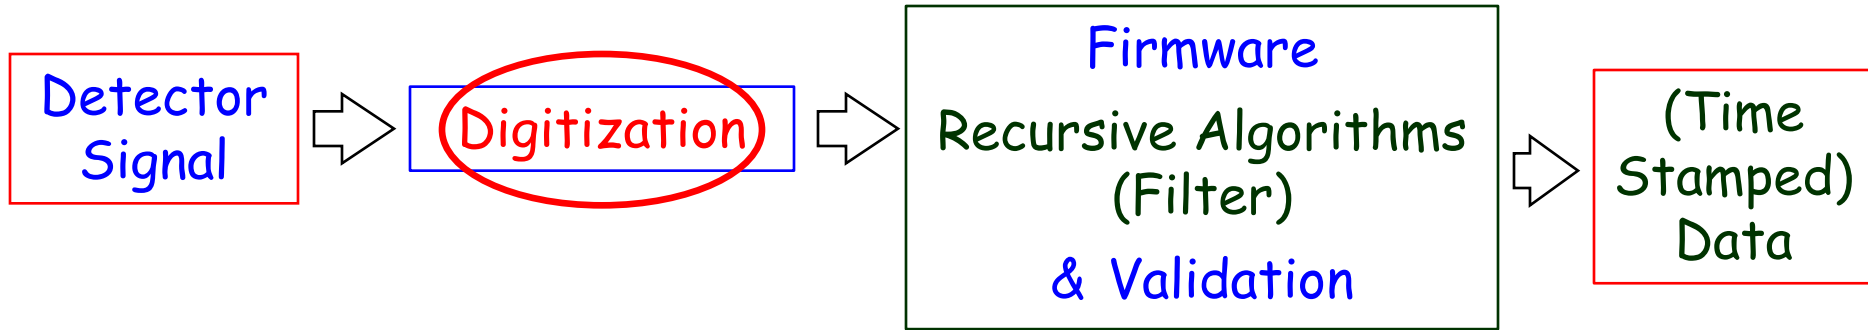 Detector
Signal
Digitization
Firmware
Recursive Algorithms
(Filter)
& Validation
(Time
Stamped)
Data